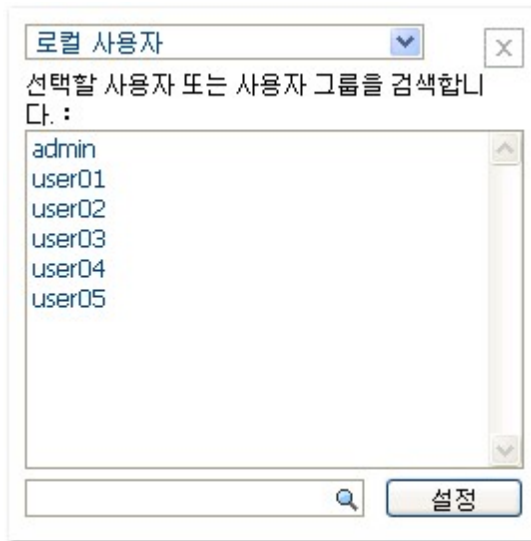 로컬 사용자
선택할 사용자 또는 사용자 그룹을 검색합니
다. :
admin
user01
user02
user03
user04
user05
설정